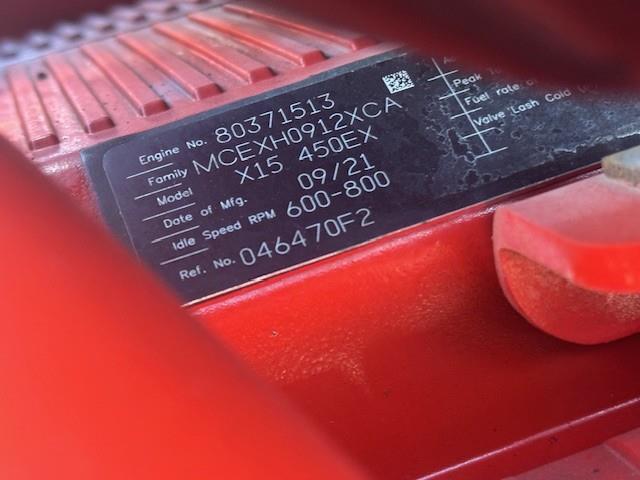 Engine No. 80371513
Family MCEXH0912XCA
Model X15 450EX
Date of Mfg. 09/21
Idle Speed RPM 600-800
Ref. No. 046470F2
Peak
Fuel rate
Valve Lash Cold